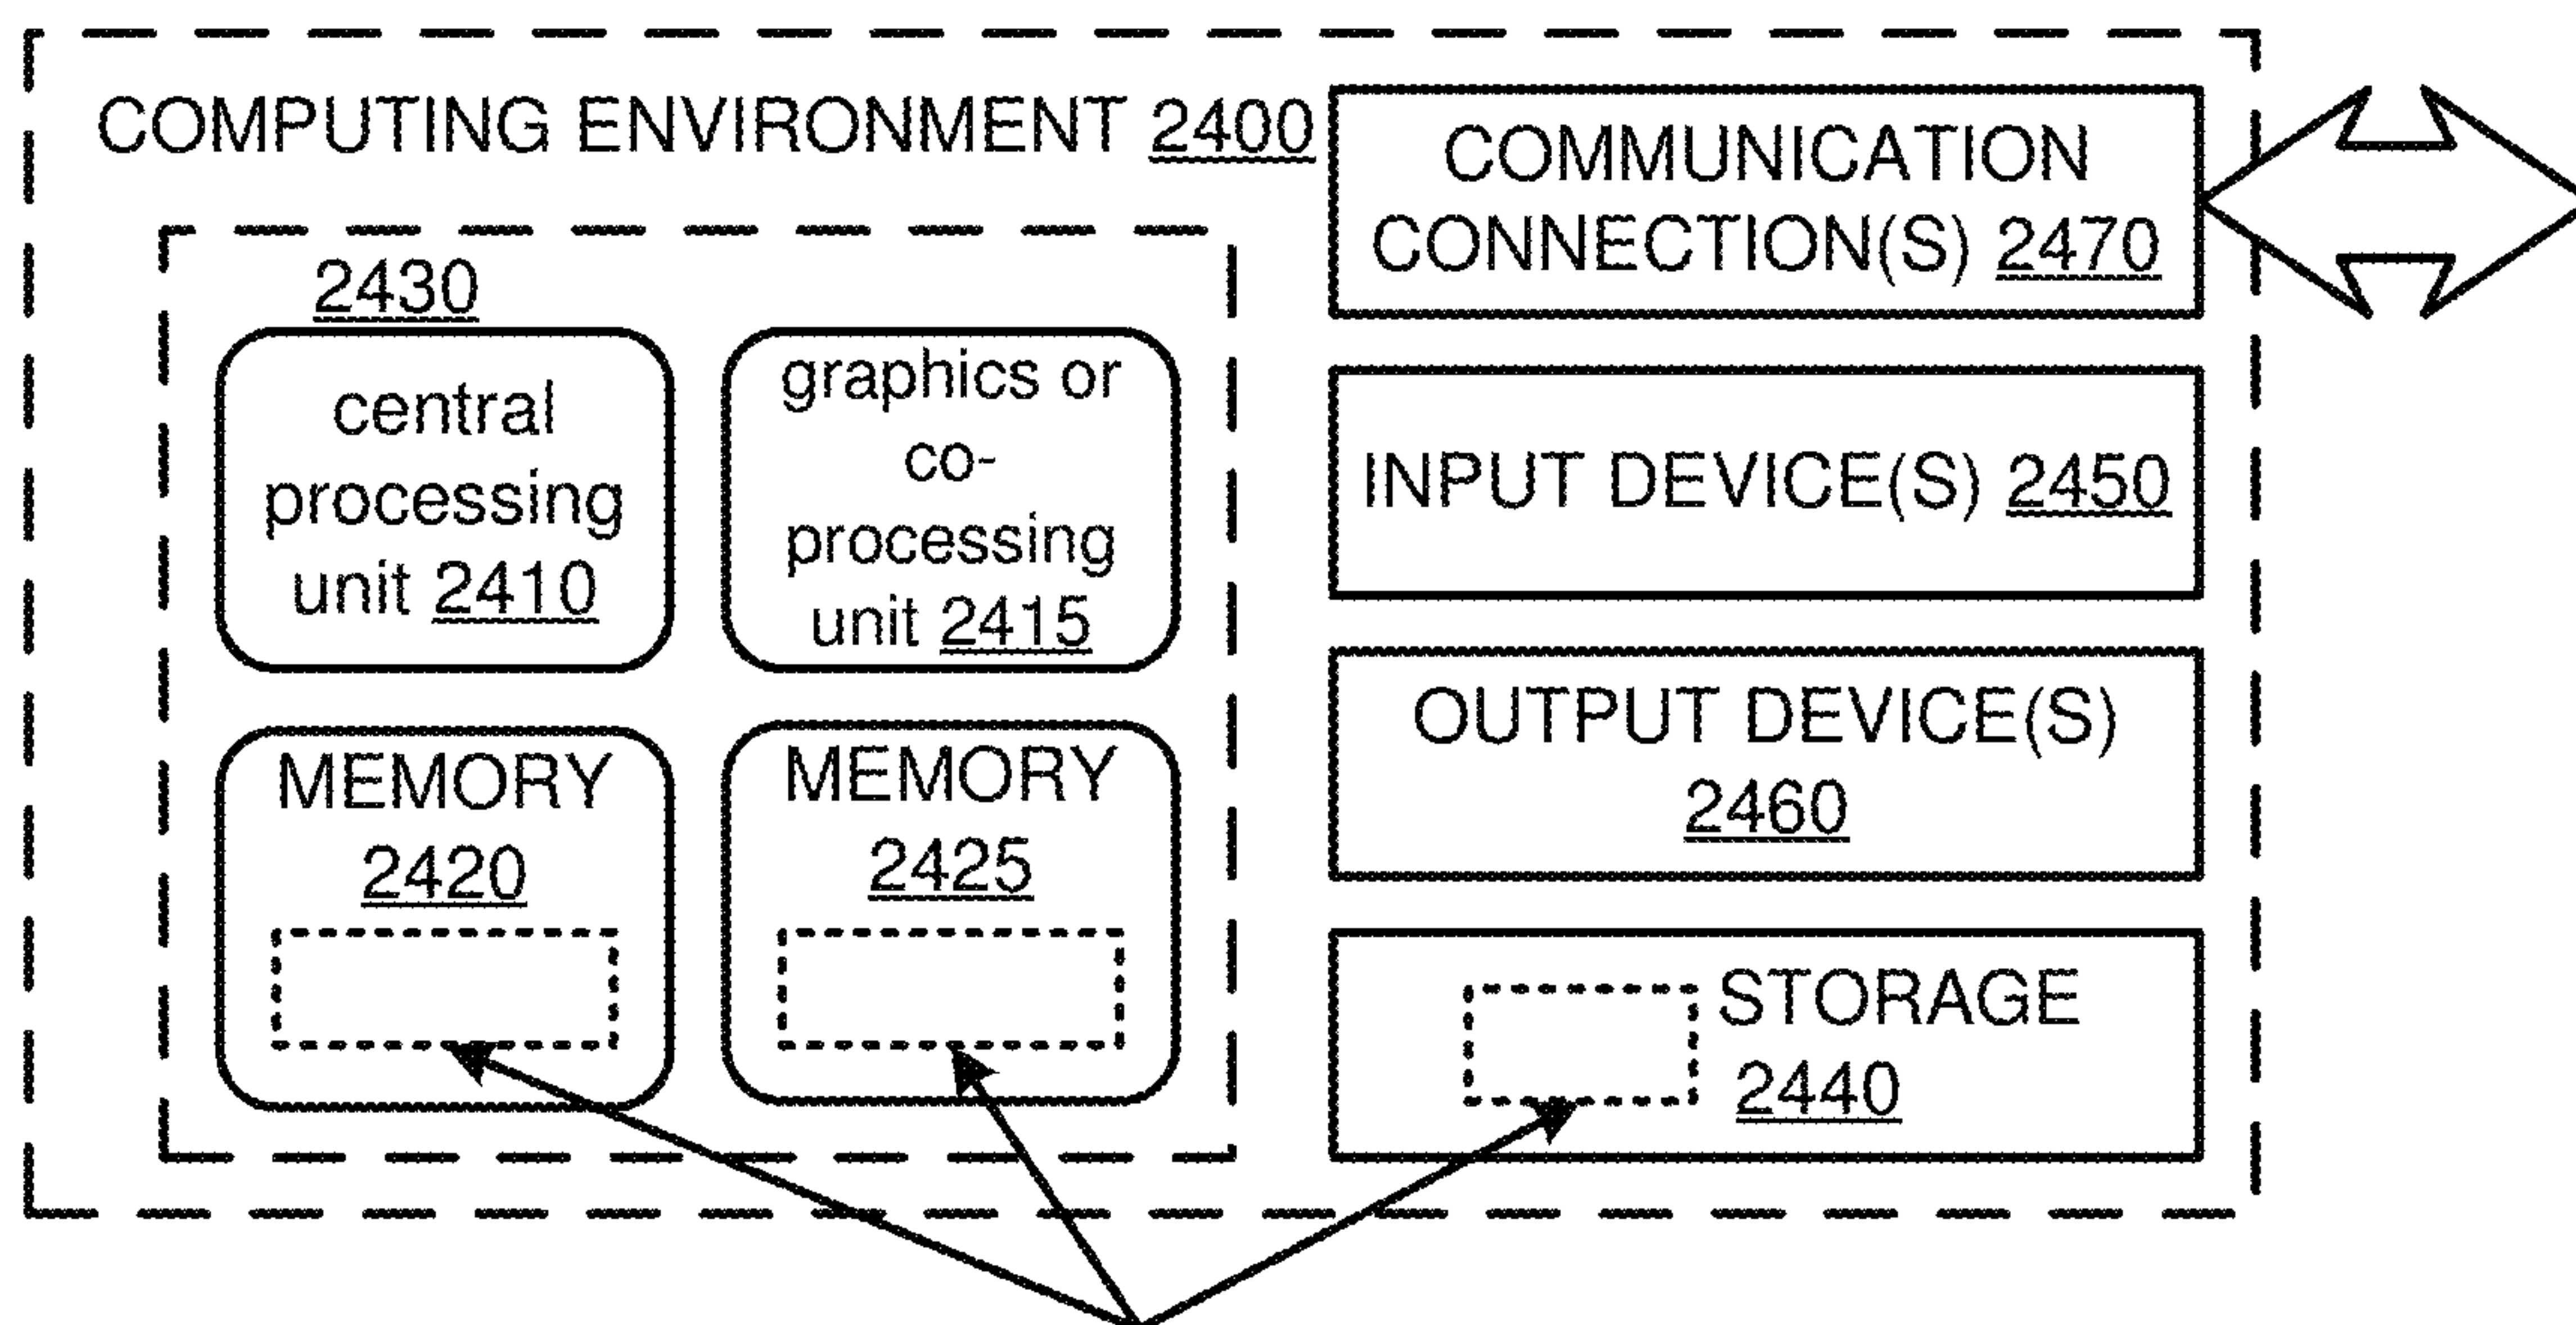 COMPUTING ENVIRONMENT 2400
COMMUNICATION
CONNECTION(S) 2470
2430
central
processing
unit 2410
graphics or
co-
processing
unit 2415
INPUT DEVICE(S) 2450
OUTPUT DEVICE(S)
2460
MEMORY
2420
MEMORY
2425
STORAGE
2440